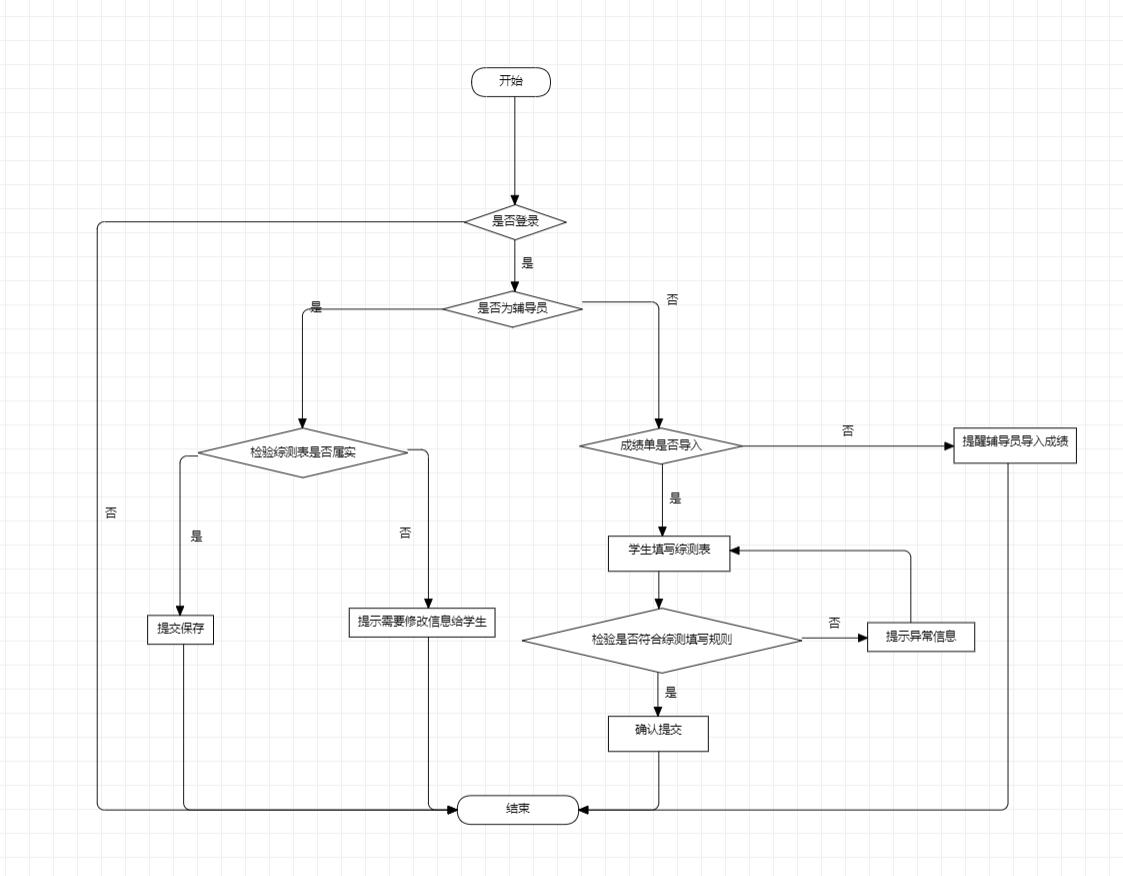 开始
是否登录
是
是否为辅导员
是
否
检验综测表是否属实
成绩单是否导入
否
提醒辅导员导入成绩
是
否
是
否
学生填写综测表
提交保存
提示需要修改信息给学生
检验是否符合综测填写规则
否
提示异常信息
是
确认提交
结束